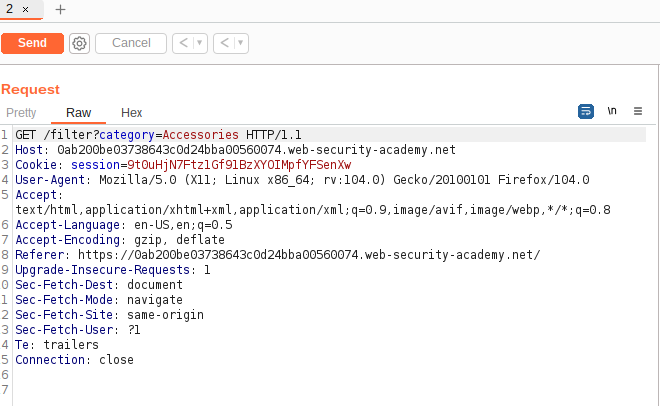 2 × +
Send Cancel < ▾ < ▾
Request
Pretty Raw Hex \n ≡
1 GET /filter?category=Accessories HTTP/1.1
2 Host: 0ab200be03738643c0d24bba00560074.web-security-academy.net
3 Cookie: session=9t0uHjN7Ftz1Gf91BzXYOIMpfYFSenXw
4 User-Agent: Mozilla/5.0 (X11; Linux x86_64; rv:104.0) Gecko/20100101 Firefox/104.0
5 Accept:
text/html,application/xhtml+xml,application/xml;q=0.9,image/avif,image/webp,*/*;q=0.8
6 Accept-Language: en-US,en;q=0.5
7 Accept-Encoding: gzip, deflate
8 Referer: https://0ab200be03738643c0d24bba00560074.web-security-academy.net/
9 Upgrade-Insecure-Requests: 1
0 Sec-Fetch-Dest: document
1 Sec-Fetch-Mode: navigate
2 Sec-Fetch-Site: same-origin
3 Sec-Fetch-User: ?1
4 Te: trailers
5 Connection: close
6
7